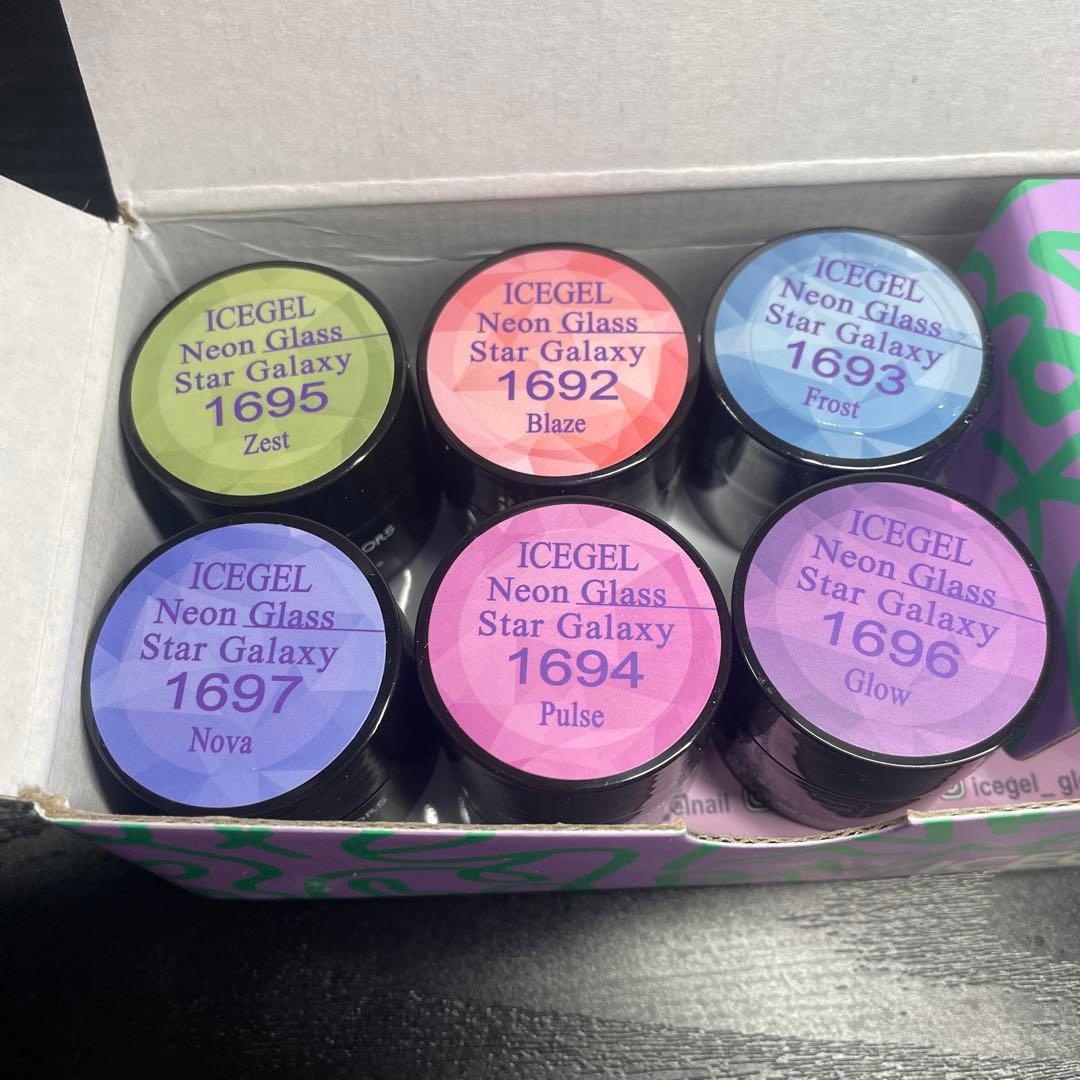 ICEGEL
Neon Glass
Star Galaxy
1695
Zest
ICEGEL
Neon Glass
Star Galaxy
1692
Blaze
ICEGEL
Neon Glass
Star Galaxy
1693
Frost
ICEGEL
Neon Glass
Star Galaxy
1697
Nova
ICEGEL
Neon Glass
Star Galaxy
1694
Pulse
ICEGEL
Neon Glass
Star Galaxy
1696
Glow